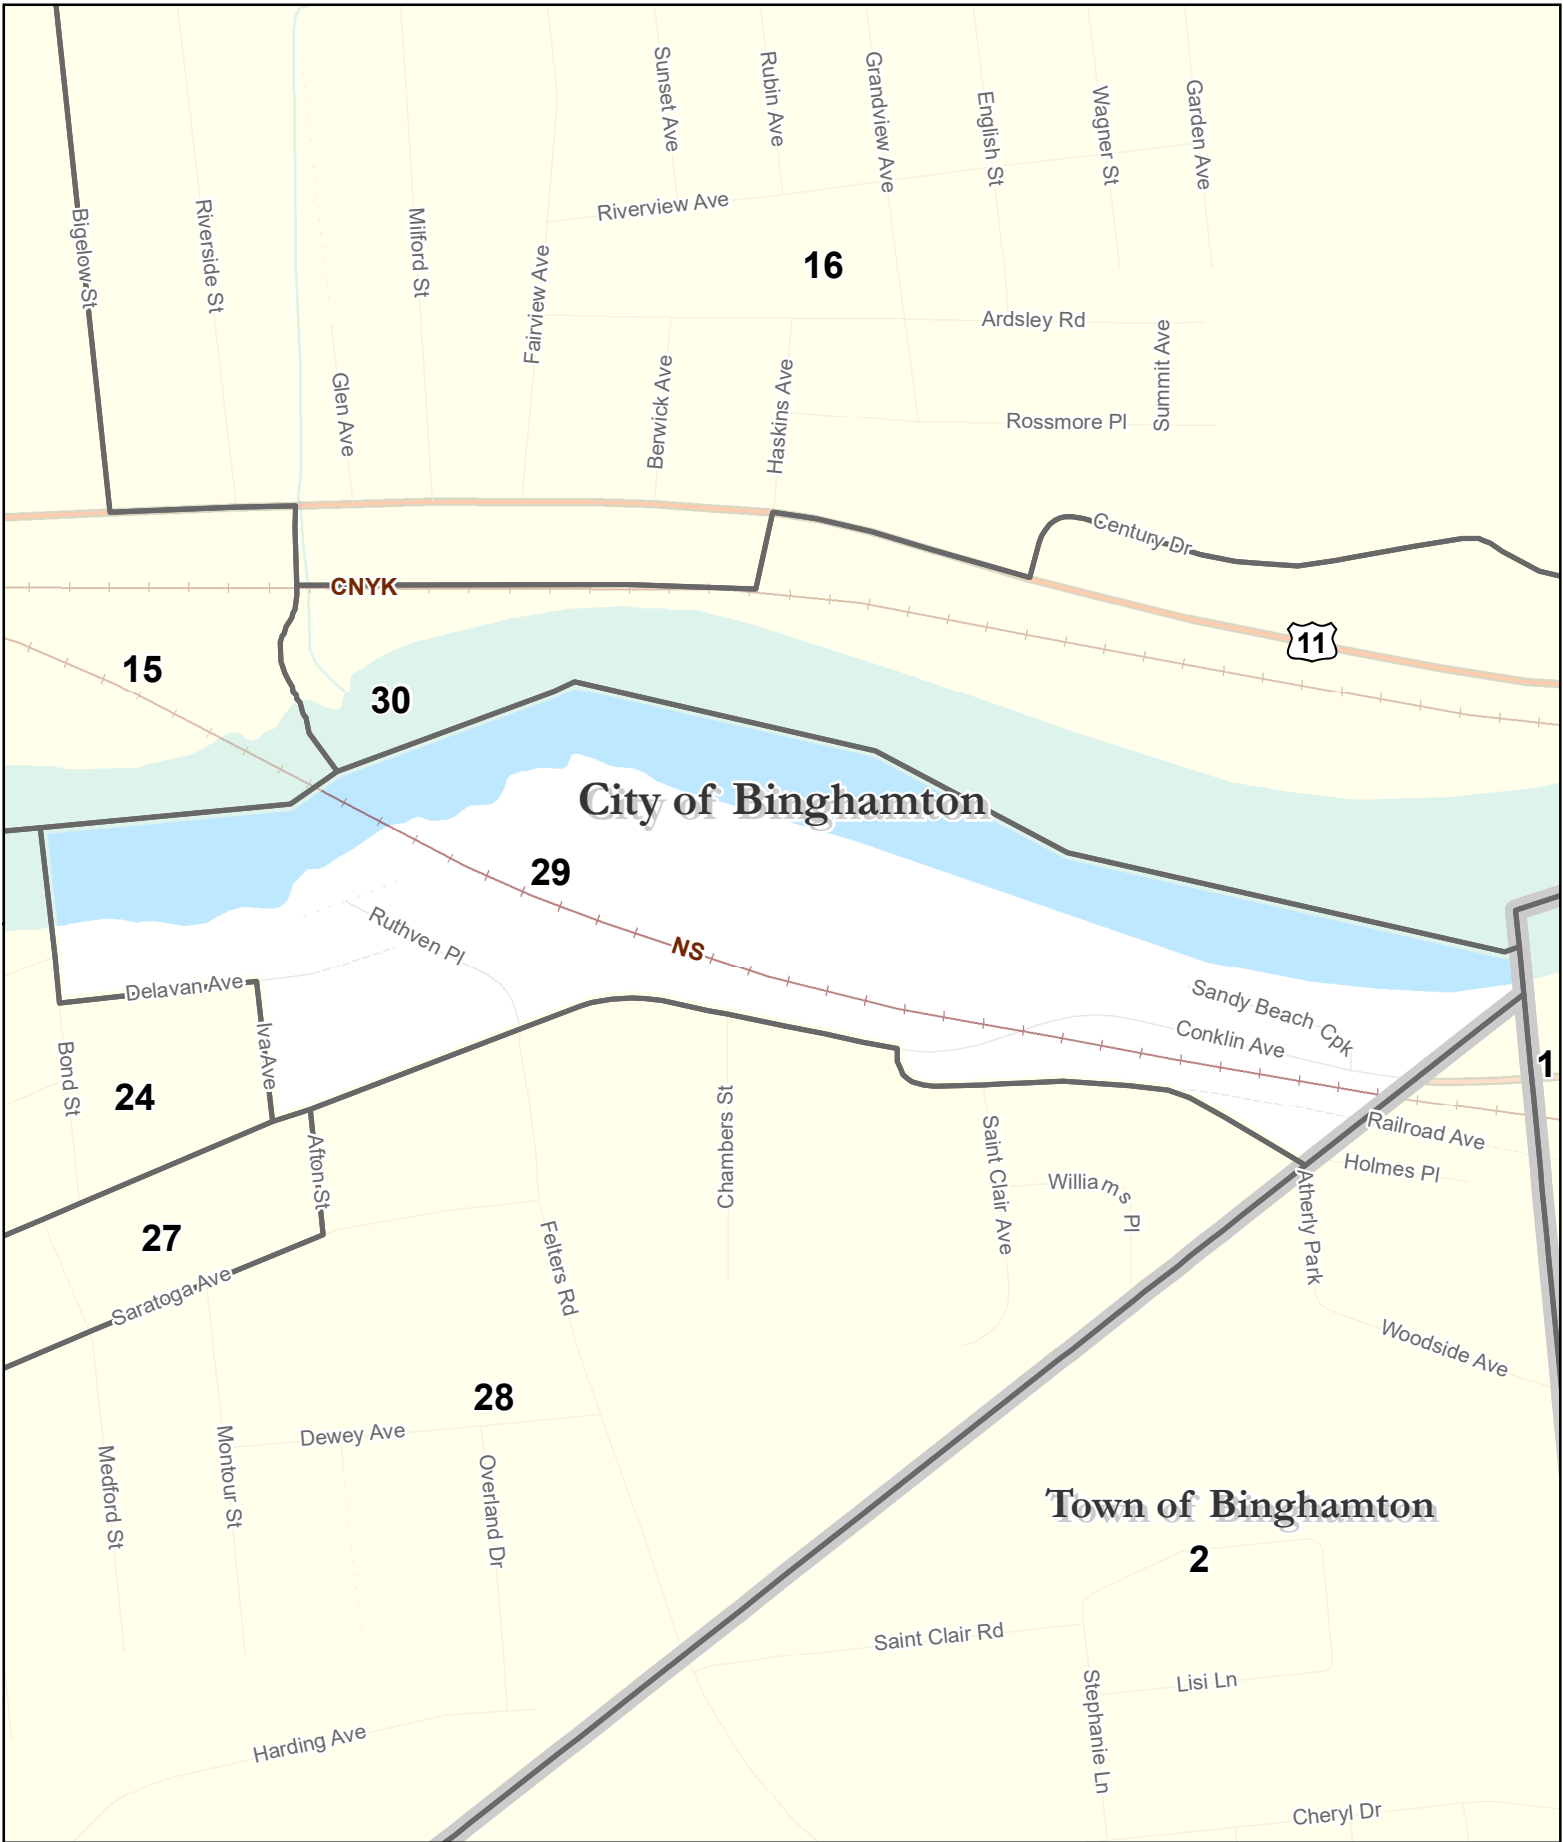 Sunset Ave
Rubin Ave
Grandview Ave
English St
Wagner St
Garden Ave
Bigelow St
Riverside St
Milford St
Riverview Ave
Fairview Ave
16
Ardsley Rd
Summit Ave
Glen Ave
Berwick Ave
Haskins Ave
Rossmore Pl
Century Dr
CNYK
11
15
30
City of Binghamton
29
Ruthven Pl
NS
Delavan Ave
Sandy Beach Cpk
Conklin Ave
Iva Ave
Bond St
24
1
Chambers St
Railroad Ave
Holmes Pl
Afton St
Saint Clair Ave
Williams Pl
Atherly Park
27
Saratoga Ave
Felters Rd
Woodside Ave
28
Dewey Ave
Medford St
Montour St
Overland Dr
Town of Binghamton
2
Saint Clair Rd
Lisi Ln
Stephanie Ln
Harding Ave
Cheryl Dr